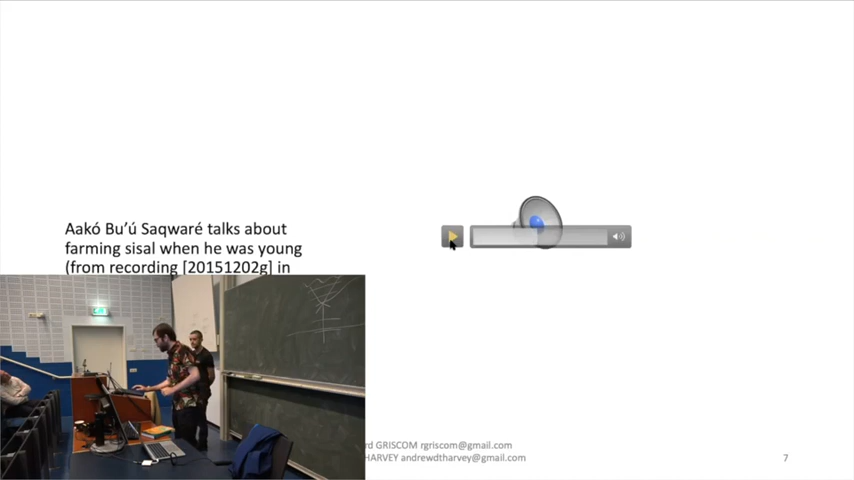 Aakó Bu’ú Saqwaré talks about
farming sisal when he was young
(from recording [20151202g] in
rd GRISCOM rgriscom@gmail.com
HARVEY andrewdtharvey@gmail.com
7